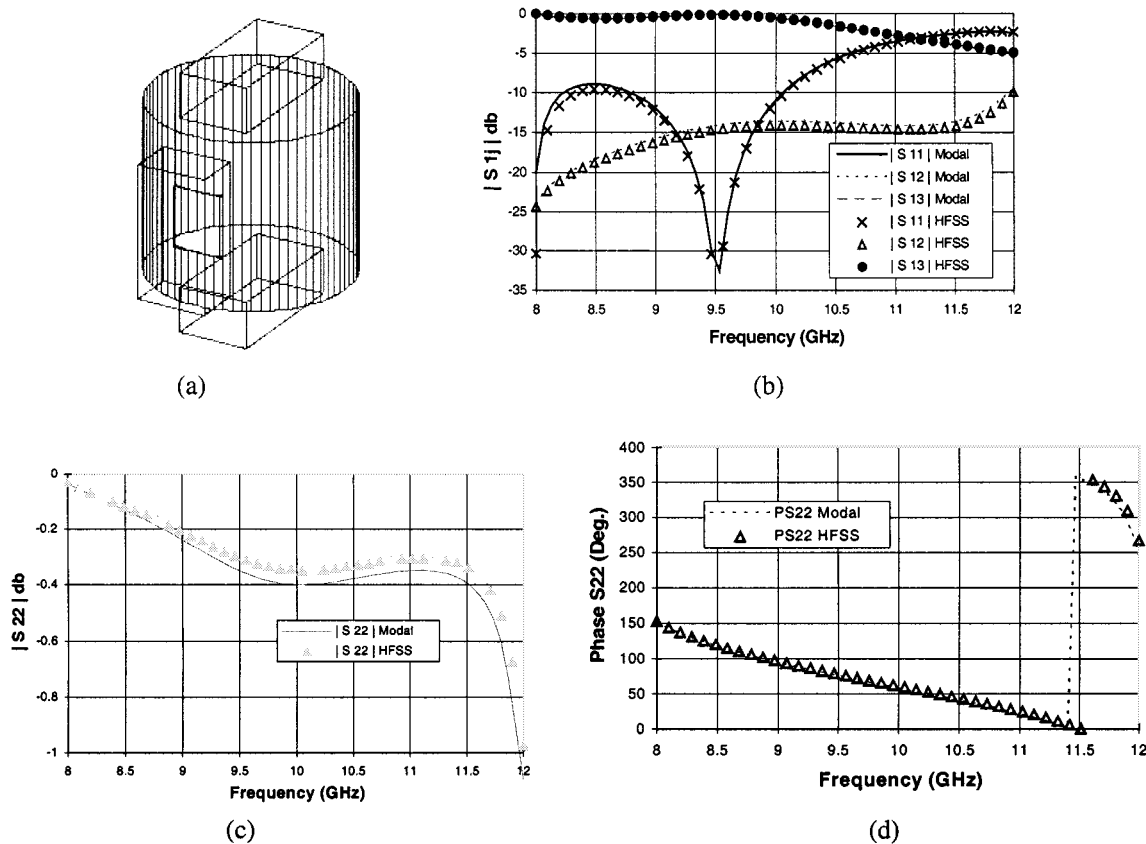 (a)
| S 1j | db
0
-5
-10
-15
-20
-25
-30
-35
8 8.5 9 9.5 10 10.5 11 11.5 12
Frequency (GHz)
| S 11 | Modal
| S 12 | Modal
| S 13 | Modal
| S 11 | HFSS
| S 12 | HFSS
| S 13 | HFSS
(b)
| S 22 | db
0
-0.2
-0.4
-0.6
-0.8
-1
8 8.5 9 9.5 10 10.5 11 11.5 12
Frequency (GHz)
| S 22 | Modal
| S 22 | HFSS
(c)
Phase S22 (Deg.)
400
350
300
250
200
150
100
50
0
8 8.5 9 9.5 10 10.5 11 11.5 12
Frequency (GHz)
PS22 Modal
PS22 HFSS
(d)